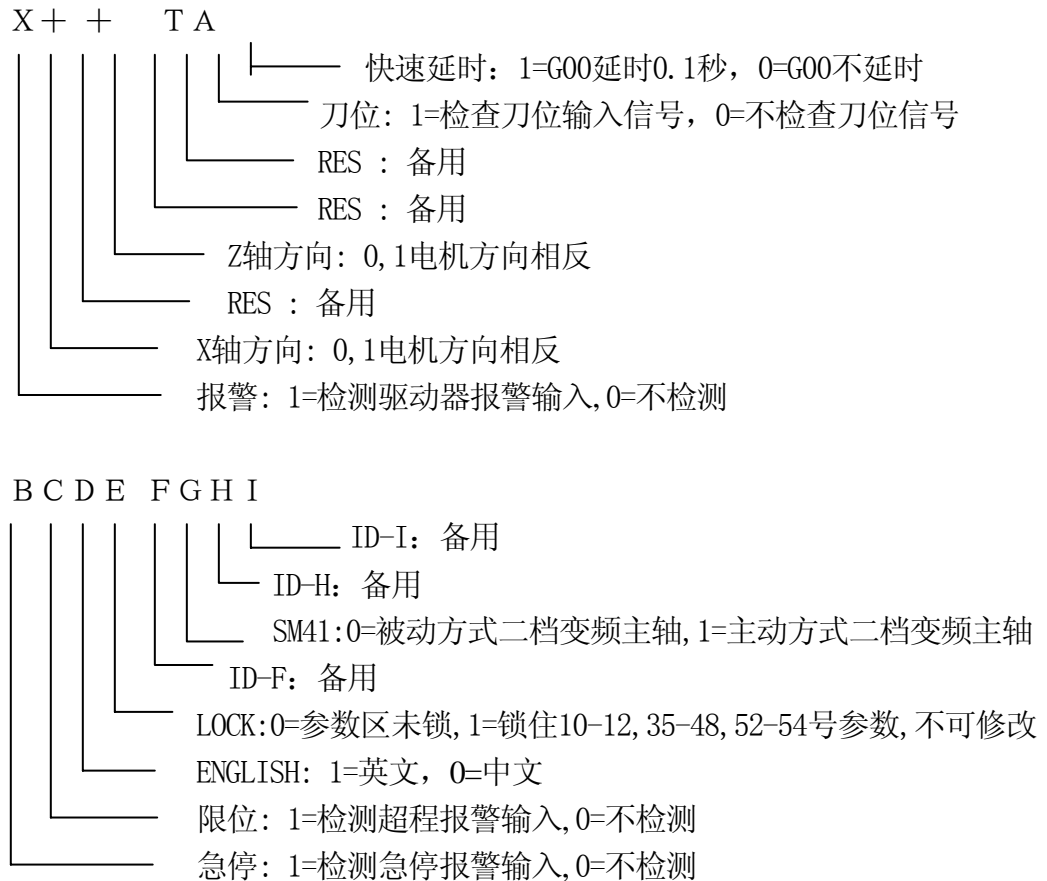 X＋＋ TA
快速延时：1=G00延时0.1秒，0=G00不延时
刀位: 1=检查刀位输入信号，0=不检查刀位信号
RES : 备用
RES : 备用
Z轴方向: 0,1电机方向相反
RES : 备用
X轴方向: 0,1电机方向相反
报警: 1=检测驱动器报警输入,0=不检测
B C D E F G H I
ID-I：备用
ID-H：备用
SM41:0=被动方式二档变频主轴,1=主动方式二档变频主轴
ID-F：备用
LOCK:0=参数区未锁,1=锁住10-12,35-48,52-54号参数,不可修改
ENGLISH: 1=英文，0=中文
限位: 1=检测超程报警输入,0=不检测
急停: 1=检测急停报警输入,0=不检测